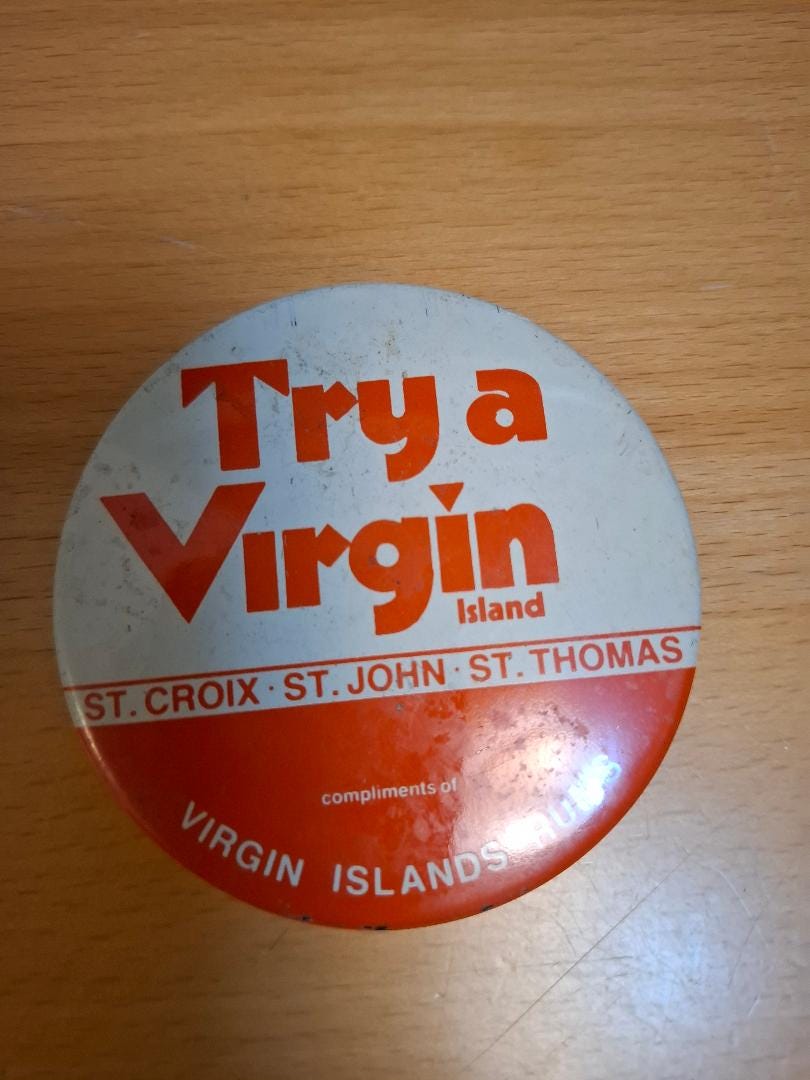 Try a
Virgin
Island
ST. CROIX · ST. JOHN · ST. THOMAS
compliments of
VIRGIN ISLANDS RUMS